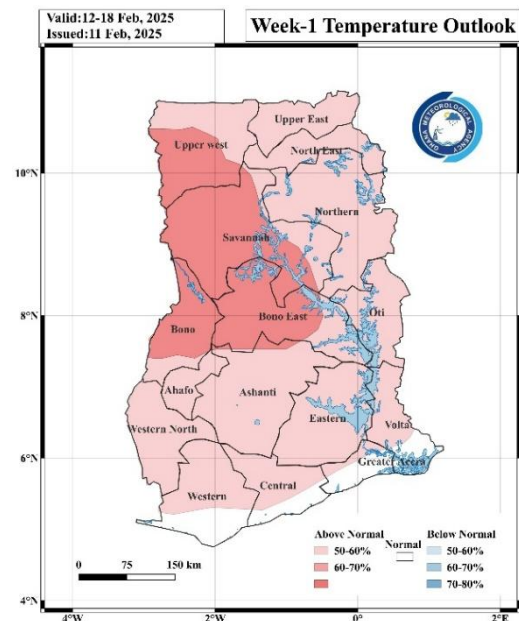 Valid:12-18 Feb, 2025
Issued:11 Feb, 2025
Week-1 Temperature Outlook
GHANA METEOROLOGICAL AGENCY
Upper East
Upper west
North East
10°N
Northern
Savannah
8°N
Bono East
Oti
Bono
Ahafo
Ashanti
Eastern
Volta
Western North
6°N
Greater Accra
Central
Western
Above Normal
Normal
Below Normal
50-60%
50-60%
60-70%
60-70%
70-80%
0 75 150 km
4°N
4°W
2°W
0°
2°E